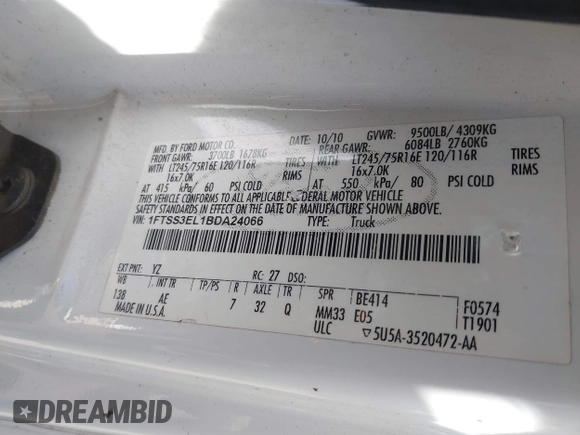 MFD. BY FORD MOTOR CO.
DATE: 10/10 GVWR: 9500LB/ 4309KG
FRONT GAWR: 3700LB 1678KG
REAR GAWR: 6084LB 2760KG
WITH LT245/75R16E 120/116R TIRES
WITH LT245/75R16E 120/116R TIRES
16x7.0K RIMS
16x7.0K RIMS
AT 415 kPa/ 60 PSI COLD
AT 550 kPa/ 80 PSI COLD
THIS VEHICLE CONFORMS TO ALL APPLICABLE FEDERAL MOTOR VEHICLE
SAFETY STANDARDS IN EFFECT ON THE DATE OF MANUFACTURE SHOWN ABOVE.
VIN: 1FTSS3EL1BDA24066 TYPE: Truck
EXT PNT: YZ RC: 27 DSO:
WB INT TR TP/PS R AXLE TR SPR
138 AE 7 32 Q BE414
MADE IN U.S.A.
MM33 E05
ULC ▽5U5A-3520472-AA
F0574
T1901
DREAMBID